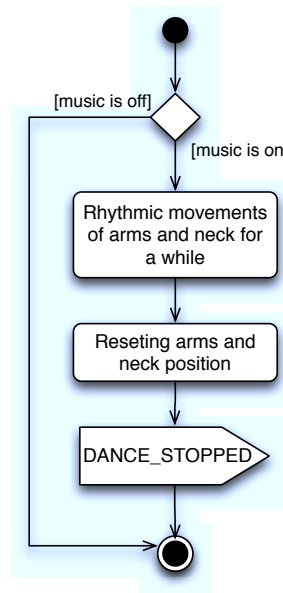 [music is off]
[music is on
Rhythmic movements
of arms and neck for
a while
Reseting arms and
neck position
DANCE_STOPPED